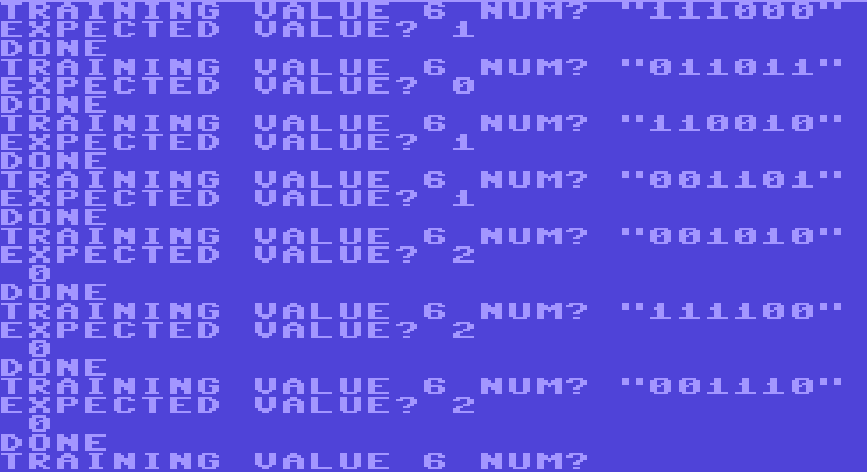 TRAINING VALUE 6 NUM? "111000"
EXPECTED VALUE? 1
DONE
TRAINING VALUE 6 NUM? "011011"
EXPECTED VALUE? 0
DONE
TRAINING VALUE 6 NUM? "110010"
EXPECTED VALUE? 1
DONE
TRAINING VALUE 6 NUM? "001101"
EXPECTED VALUE? 1
DONE
TRAINING VALUE 6 NUM? "001010"
EXPECTED VALUE? 2
0
DONE
TRAINING VALUE 6 NUM? "111100"
EXPECTED VALUE? 2
0
DONE
TRAINING VALUE 6 NUM? "001110"
EXPECTED VALUE? 2
0
DONE
TRAINING VALUE 6 NUM?